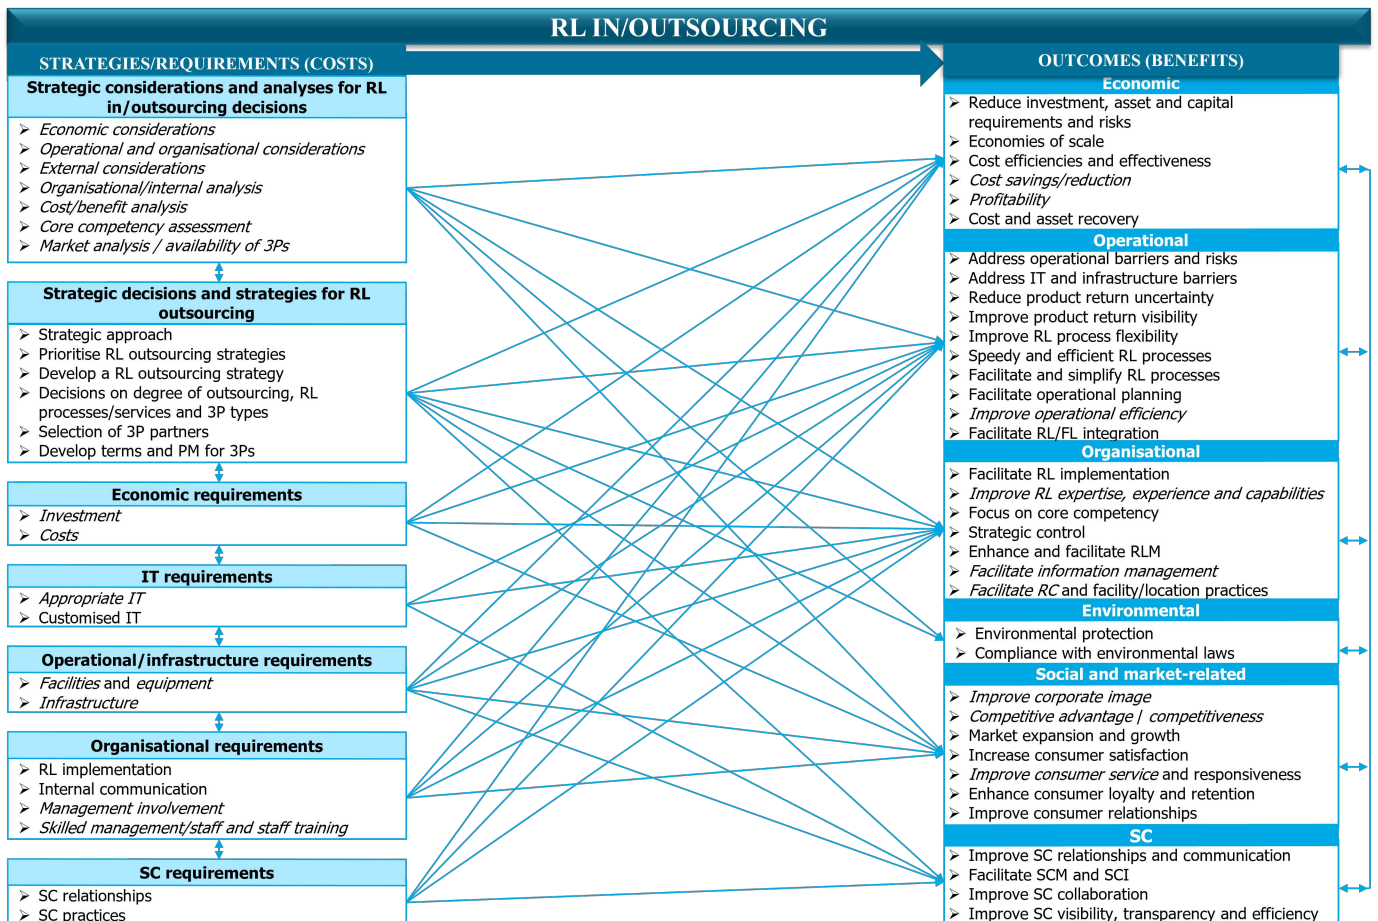 RL IN/OUTSOURCING
STRATEGIES/REQUIREMENTS (COSTS)
Strategic considerations and analyses for RL
in/outsourcing decisions
➢ Economic considerations
➢ Operational and organisational considerations
➢ External considerations
➢ Organisational/internal analysis
➢ Cost/benefit analysis
➢ Core competency assessment
➢ Market analysis / availability of 3Ps
Strategic decisions and strategies for RL
outsourcing
➢ Strategic approach
➢ Prioritise RL outsourcing strategies
➢ Develop a RL outsourcing strategy
➢ Decisions on degree of outsourcing, RL
processes/services and 3P types
➢ Selection of 3P partners
➢ Develop terms and PM for 3Ps
Economic requirements
➢ Investment
➢ Costs
IT requirements
➢ Appropriate IT
➢ Customised IT
Operational/infrastructure requirements
➢ Facilities and equipment
➢ Infrastructure
Organisational requirements
➢ RL implementation
➢ Internal communication
➢ Management involvement
➢ Skilled management/staff and staff training
SC requirements
➢ SC relationships
➢ SC practices
OUTCOMES (BENEFITS)
Economic
➢ Reduce investment, asset and capital
requirements and risks
➢ Economies of scale
➢ Cost efficiencies and effectiveness
➢ Cost savings/reduction
➢ Profitability
➢ Cost and asset recovery
Operational
➢ Address operational barriers and risks
➢ Address IT and infrastructure barriers
➢ Reduce product return uncertainty
➢ Improve product return visibility
➢ Improve RL process flexibility
➢ Speedy and efficient RL processes
➢ Facilitate and simplify RL processes
➢ Facilitate operational planning
➢ Improve operational efficiency
➢ Facilitate RL/FL integration
Organisational
➢ Facilitate RL implementation
➢ Improve RL expertise, experience and capabilities
➢ Focus on core competency
➢ Strategic control
➢ Enhance and facilitate RLM
➢ Facilitate information management
➢ Facilitate RC and facility/location practices
Environmental
➢ Environmental protection
➢ Compliance with environmental laws
Social and market-related
➢ Improve corporate image
➢ Competitive advantage / competitiveness
➢ Market expansion and growth
➢ Increase consumer satisfaction
➢ Improve consumer service and responsiveness
➢ Enhance consumer loyalty and retention
➢ Improve consumer relationships
SC
➢ Improve SC relationships and communication
➢ Facilitate SCM and SCI
➢ Improve SC collaboration
➢ Improve SC visibility, transparency and efficiency